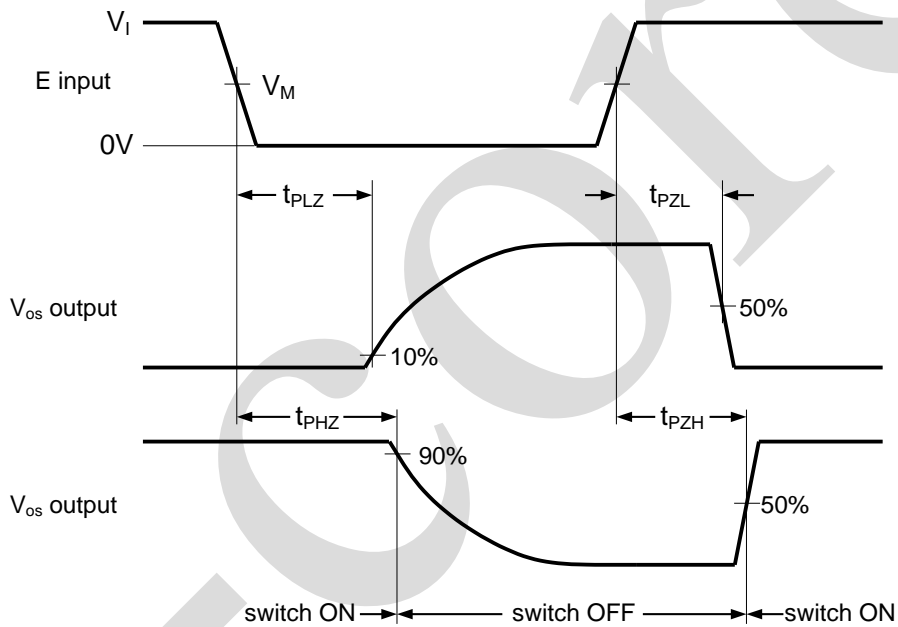 V_I
E input
V_M
0V
t_PLZ
t_PZL
V_os output
50%
10%
t_PHZ
t_PZH
90%
V_os output
50%
switch ON
switch OFF
switch ON